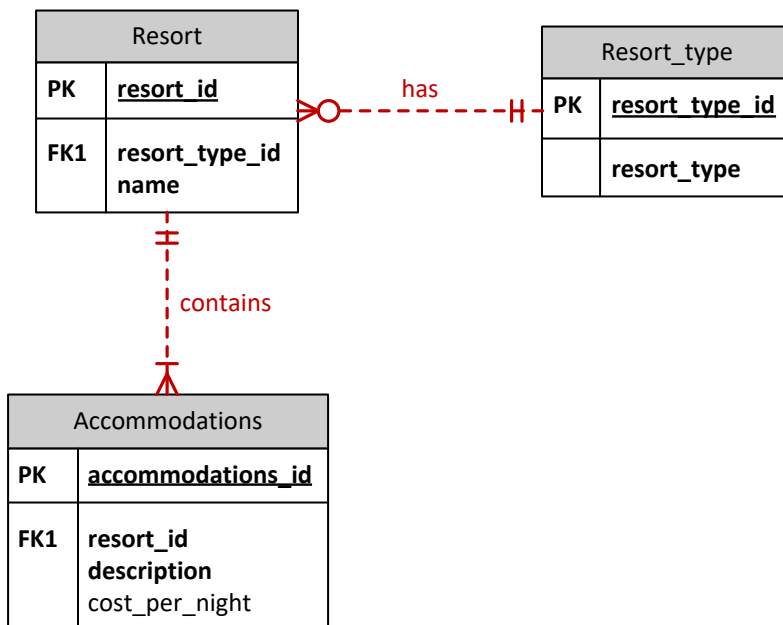 Resort
PK resort_id
FK1 resort_type_id
name
has
Resort_type
PK resort_type_id
resort_type
contains
Accommodations
PK accommodations_id
FK1 resort_id
description
cost_per_night